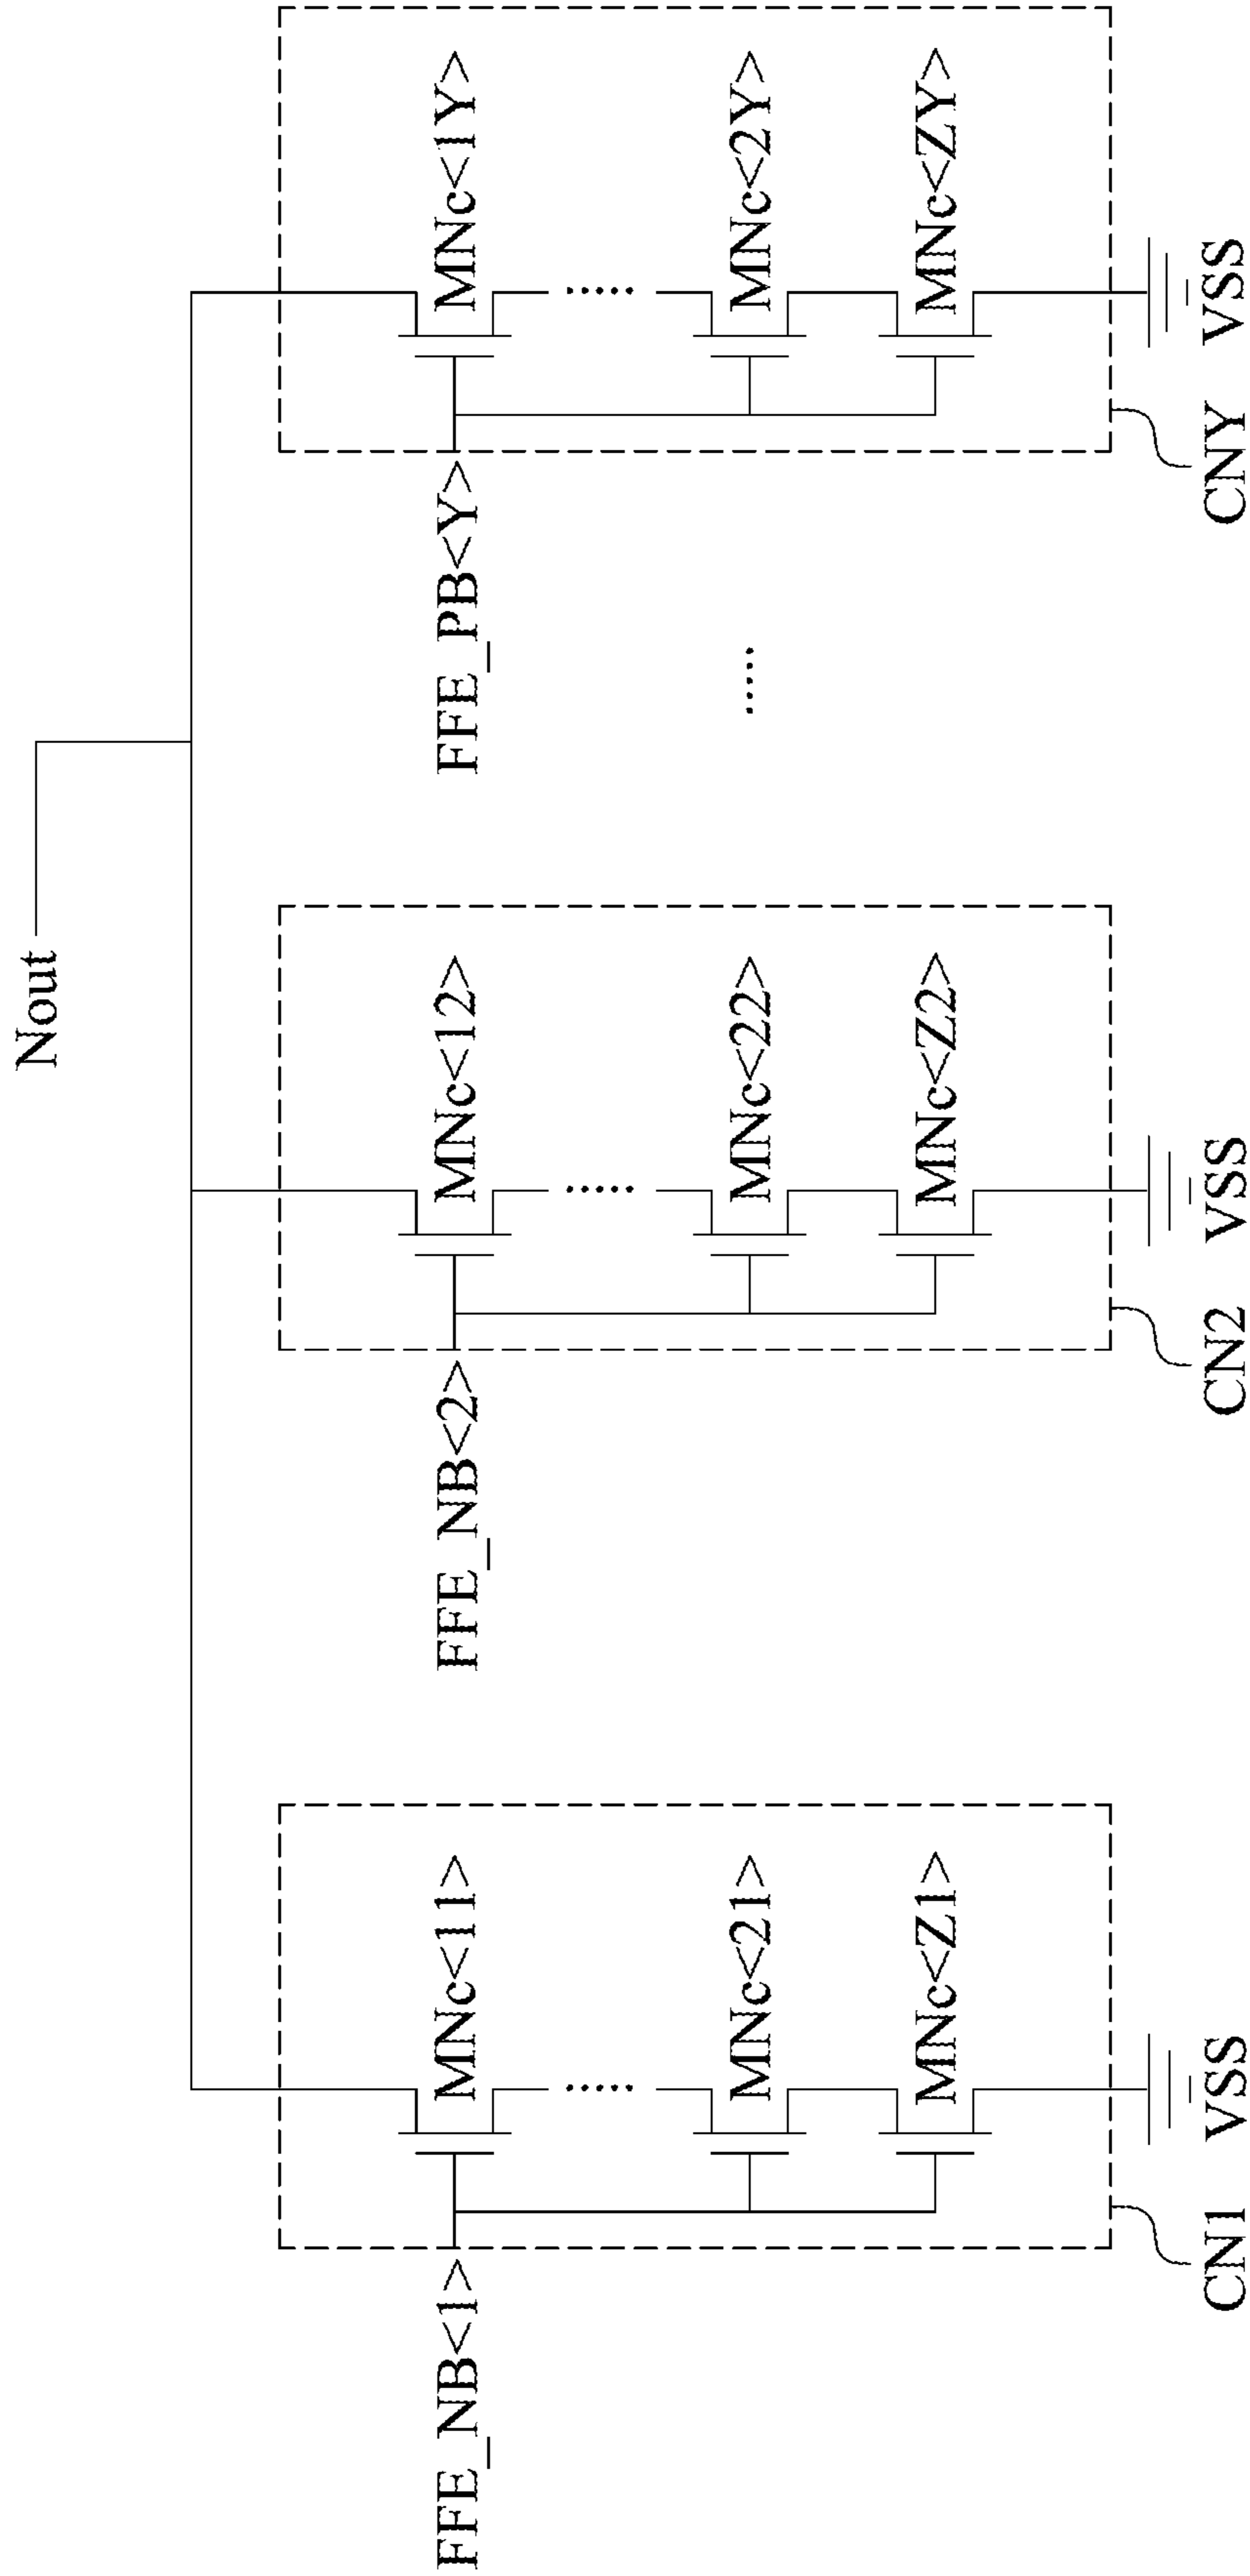 Nout
FFE_NB<1>
MNc<11>
MNc<21>
MNc<Z1>
CN1
VSS
FFE_NB<2>
MNc<12>
MNc<22>
MNc<Z2>
CN2
VSS
FFE_PB<Y>
MNc<1Y>
MNc<2Y>
MNc<ZY>
CNY
VSS